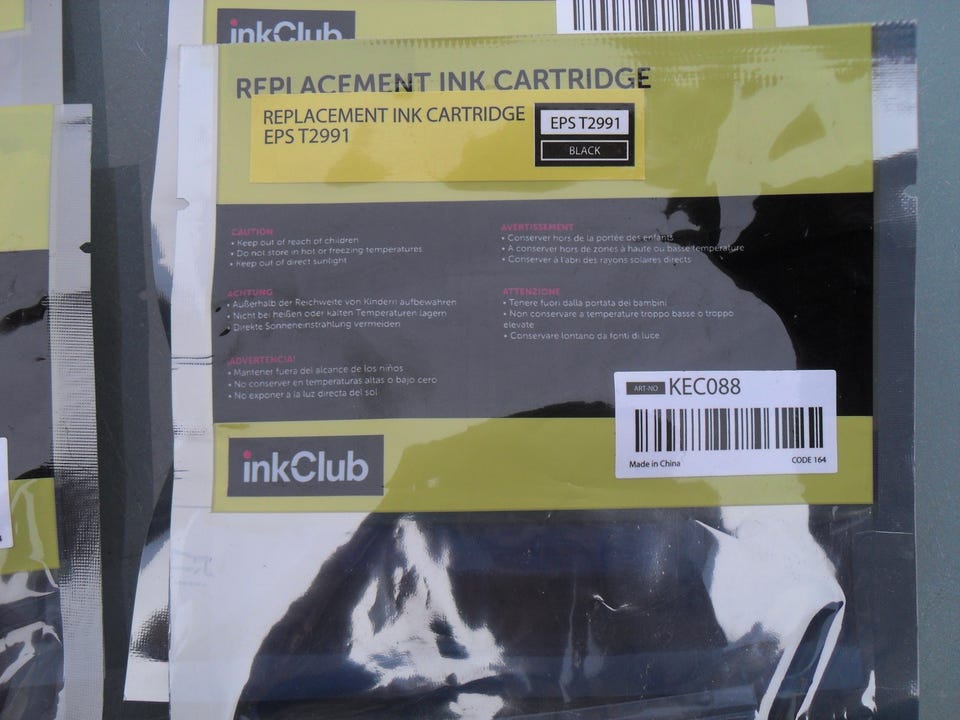 inkClub
REPLACEMENT INK CARTRIDGE
REPLACEMENT INK CARTRIDGE
EPS T2991
EPS T2991
BLACK
CAUTION
• Keep out of reach of children
• Do not store in hot or freezing temperatures
• Keep out of direct sunlight
ACHTUNG
• Außerhalb der Reichweite von Kindern aufbewahren
• Nicht bei heißen oder kalten Temperaturen lagern
• Direkte Sonneneinstrahlung vermeiden
¡ADVERTENCIA!
• Mantener fuera del alcance de los niños
• No conserver en temperaturas altas o bajo cero
• No exponer a la luz directa del sol
AVERTISSEMENT
• Conserver hors de la portée des enfants
• A conserver hors de zones à haute ou basse température
• Conserver à l'abri des rayons solaires directs
ATTENZIONE
• Tenere fuori dalla portata dei bambini
• Non conservare a temperature troppo basse o troppo
elevate
• Conservare lontano da fonti di luce
ART-NO KEC088
Made in China CODE 164
inkClub